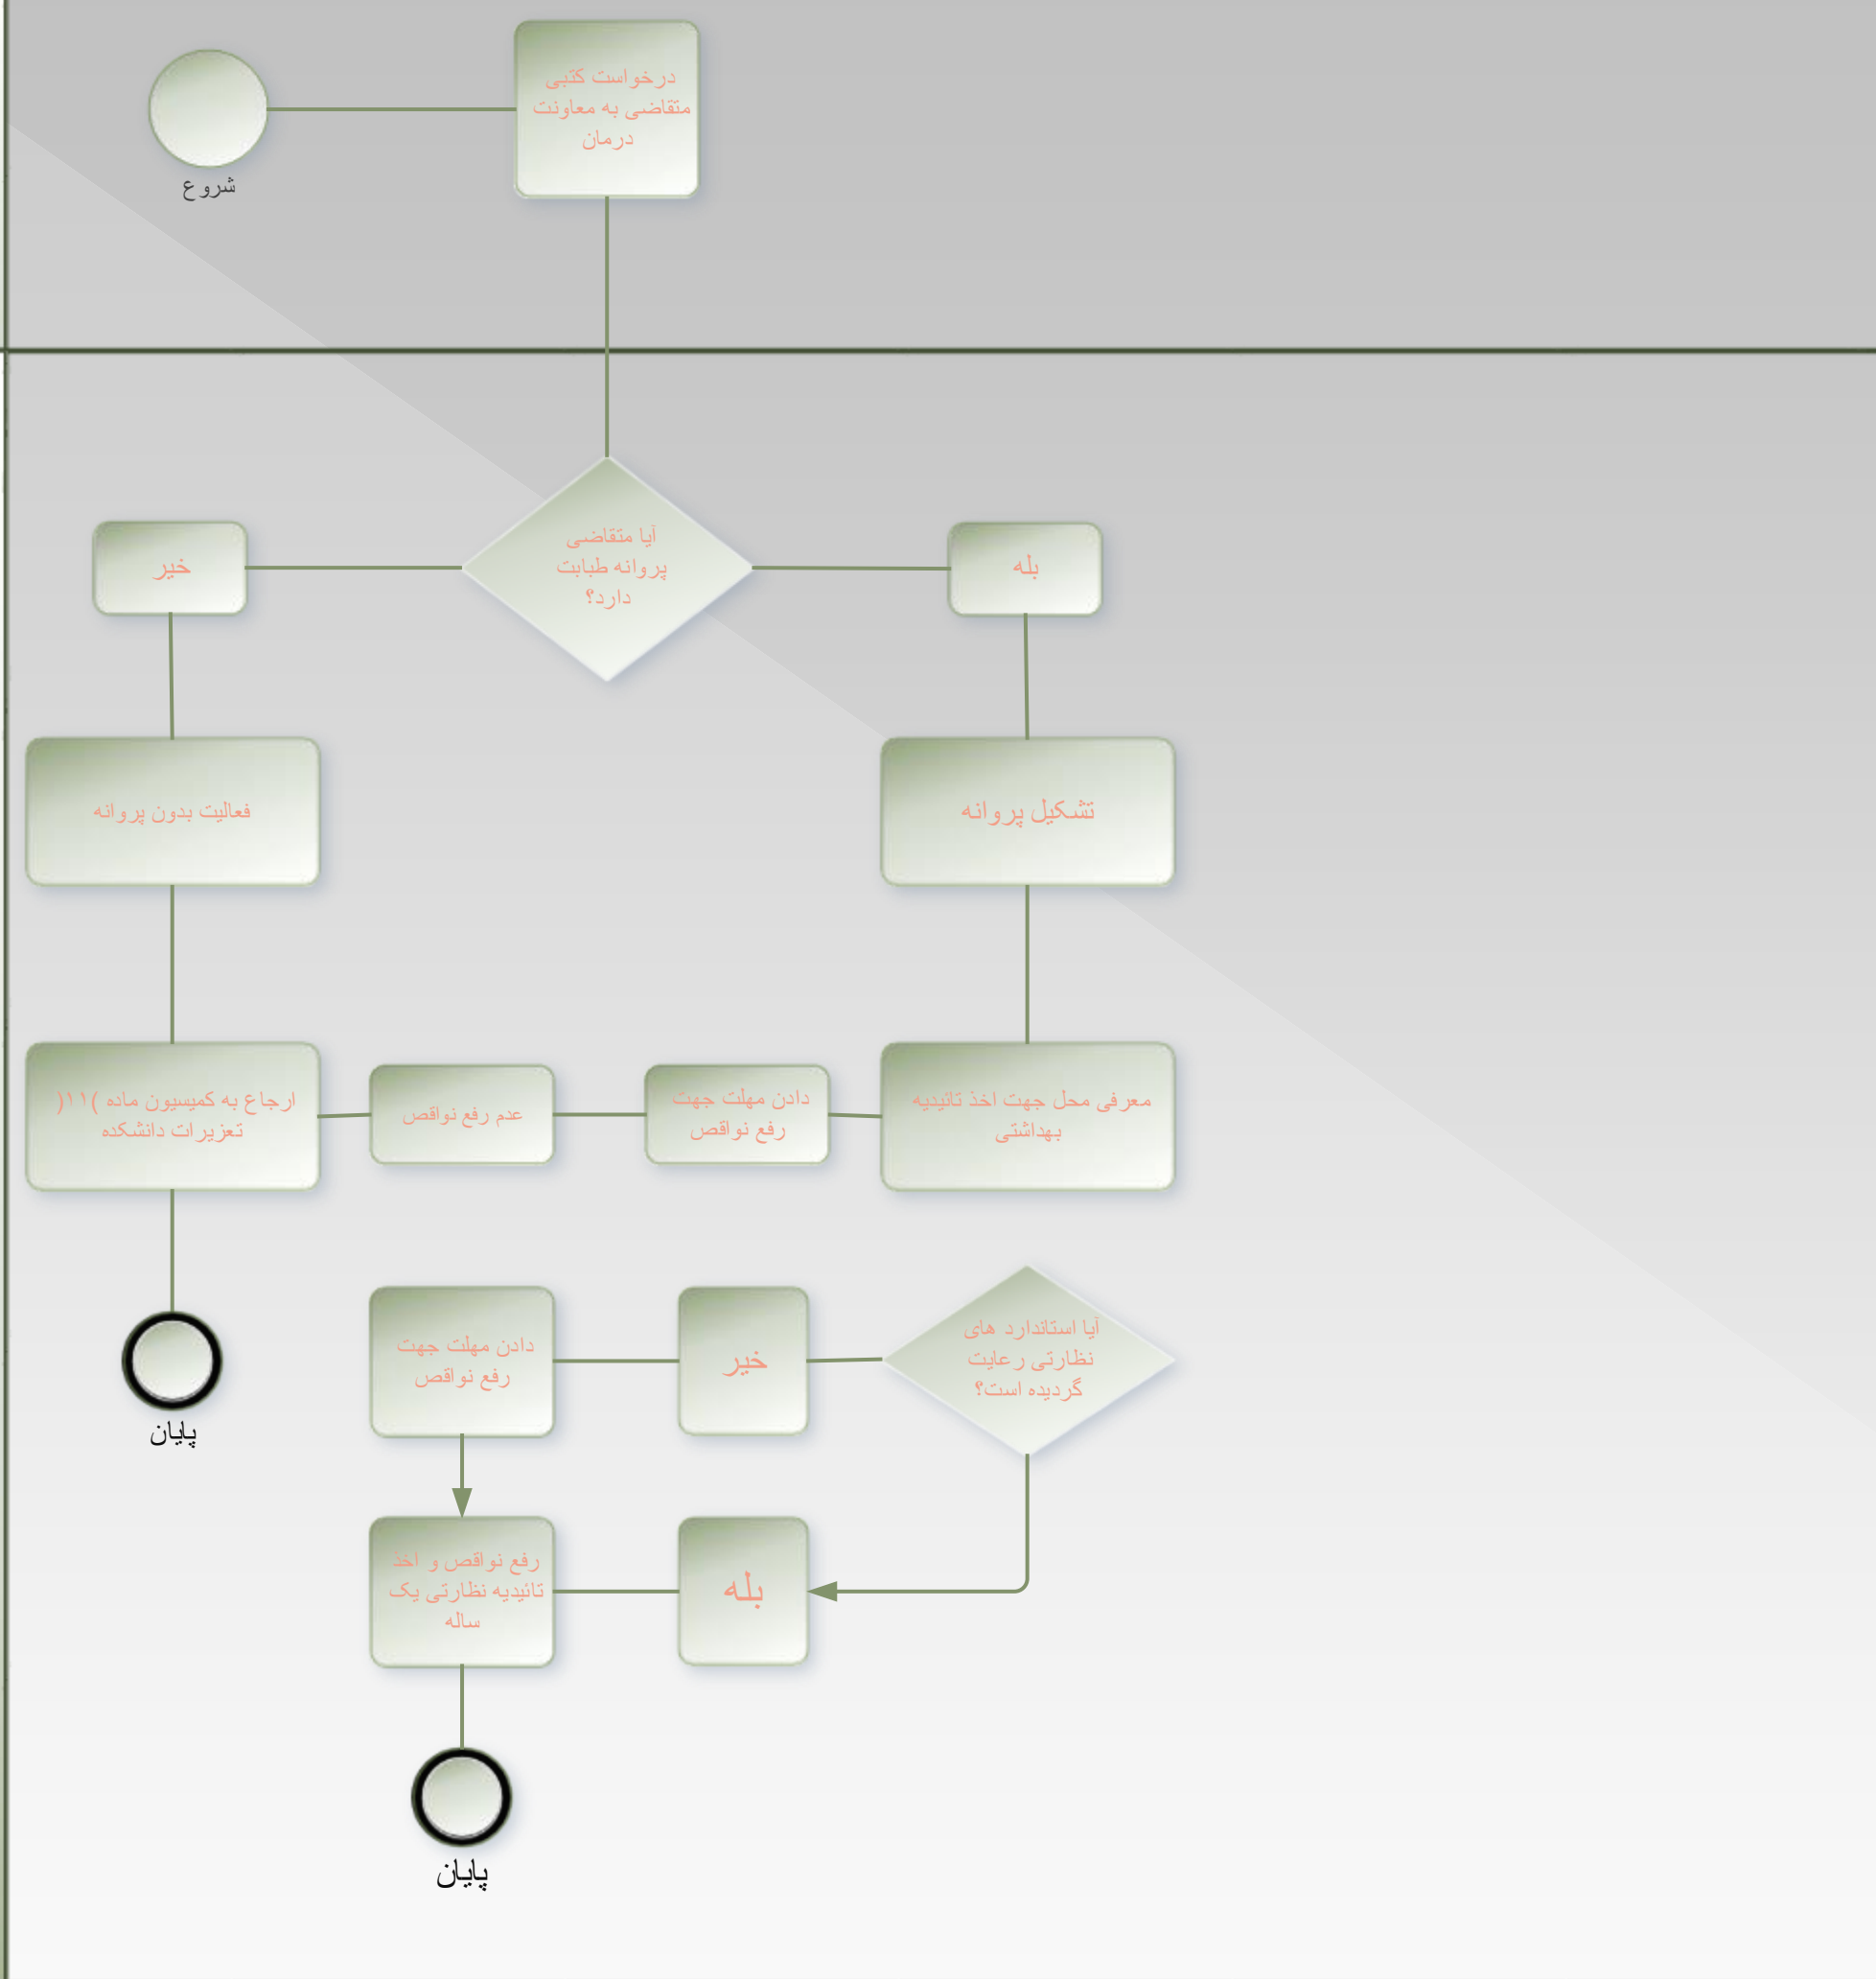 درخواست کتبی
متقاضی به معاونت
درمان
شروع
آیا متقاضی
پروانه طبابت
دارد؟
بله
خیر
تشکیل پروانه
فعالیت بدون پروانه
معرفی محل جهت اخذ تائیدیه
بهداشتی
دادن مهلت جهت
رفع نواقص
عدم رفع نواقص
ارجاع به کمیسیون ماده )۱۱(
تعزیرات دانشکده
آیا استاندارد های
نظارتی رعایت
گردیده است؟
خیر
دادن مهلت جهت
رفع نواقص
پایان
بله
رفع نواقص و اخذ
تائیدیه نظارتی یک
ساله
پایان